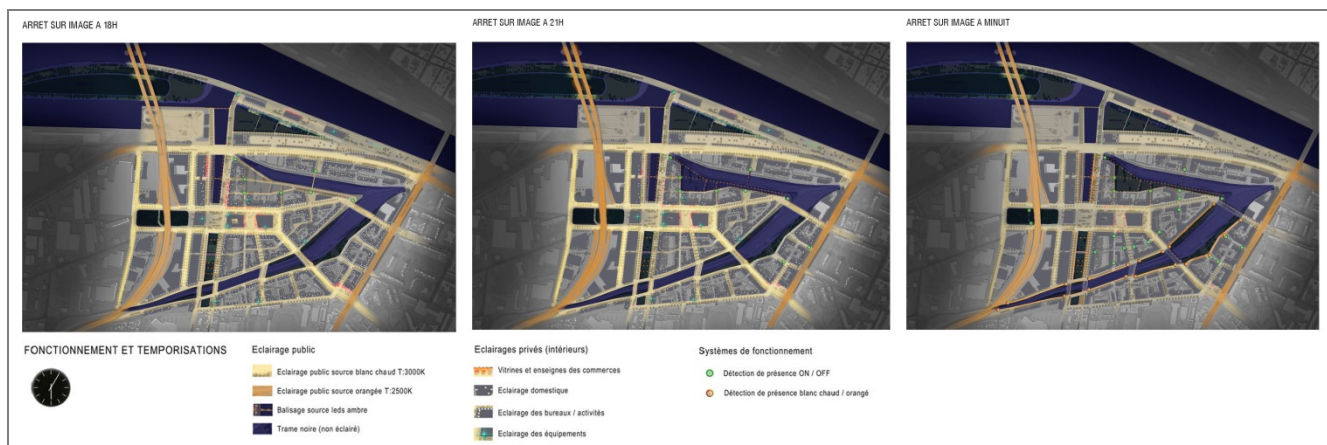 ARRET SUR IMAGE A 18H
ARRET SUR IMAGE A 21H
ARRET SUR IMAGE A MINUIT
FONCTIONNEMENT ET TEMPORISATIONS
Eclairage public
Eclairage public source blanc chaud T:3000K
Eclairage public source orangée T:2500K
Balisage source leds ambre
Trame noire (non éclairé)
Eclairages privés (intérieurs)
Vitrines et enseignes des commerces
Eclairage domestique
Eclairage des bureaux / activités
Eclairage des équipements
Systèmes de fonctionnement
Détection de présence ON / OFF
Détection de présence blanc chaud / orangé